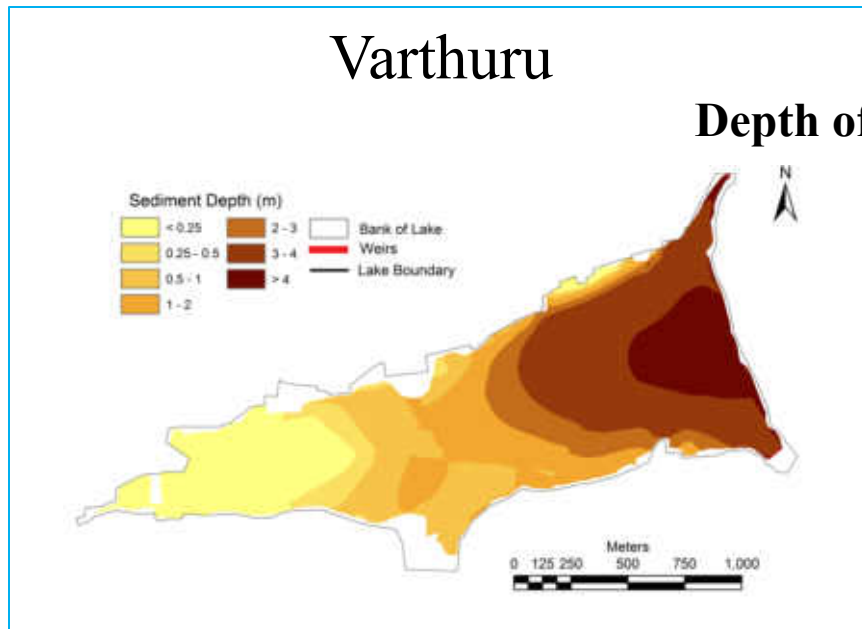 Varthuru
Depth of
N
Sediment Depth (m)
< 0.25
0.25 - 0.5
0.5 - 1
1 - 2
2 - 3
3 - 4
> 4
Bank of Lake
Weirs
Lake Boundary
Meters
0 125 250 500 750 1,000